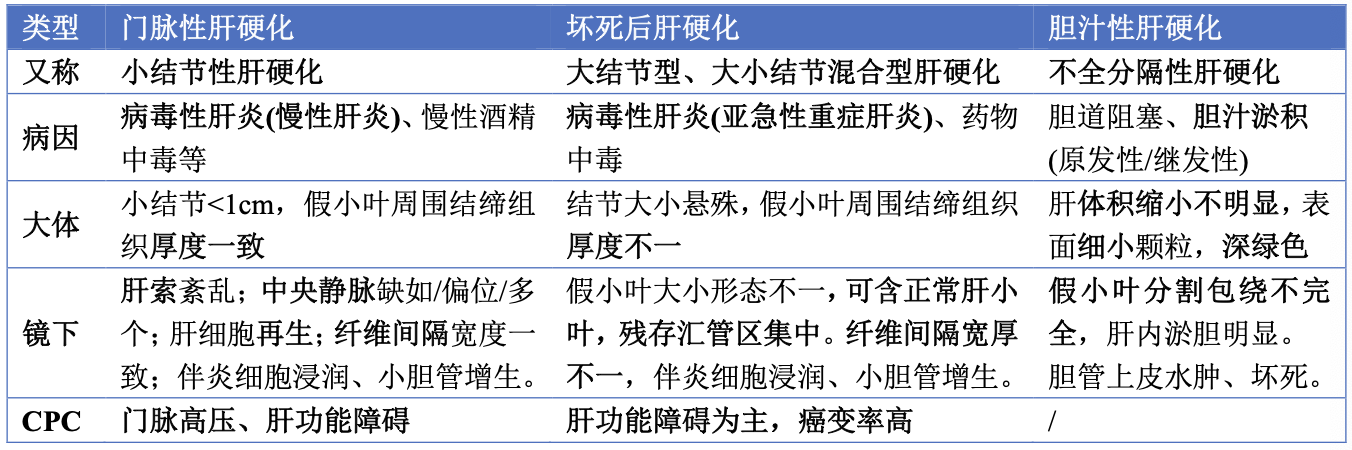 类型 门脉性肝硬化 坏死后肝硬化 胆汁性肝硬化
又称 小结节性肝硬化 大结节型、大小结节混合型肝硬化 不全分隔性肝硬化
病因
病毒性肝炎(慢性肝炎)、慢性酒精
中毒等
病毒性肝炎(亚急性重症肝炎)、药物
中毒
胆道阻塞、胆汁淤积
(原发性/继发性)
大体
小结节<1cm，假小叶周围结缔组
织厚度一致
结节大小悬殊，假小叶周围结缔组织
厚度不一
肝体积缩小不明显，表
面细小颗粒，深绿色
镜下
肝索紊乱；中央静脉缺如/偏位/多
个；肝细胞再生；纤维间隔宽度一
致；伴炎细胞浸润、小胆管增生。
假小叶大小形态不一，可含正常肝小
叶，残存汇管区集中。纤维间隔宽厚
不一，伴炎细胞浸润、小胆管增生。
假小叶分割包绕不完
全，肝内淤胆明显。
胆管上皮水肿、坏死。
CPC 门脉高压、肝功能障碍 肝功能障碍为主，癌变率高 /